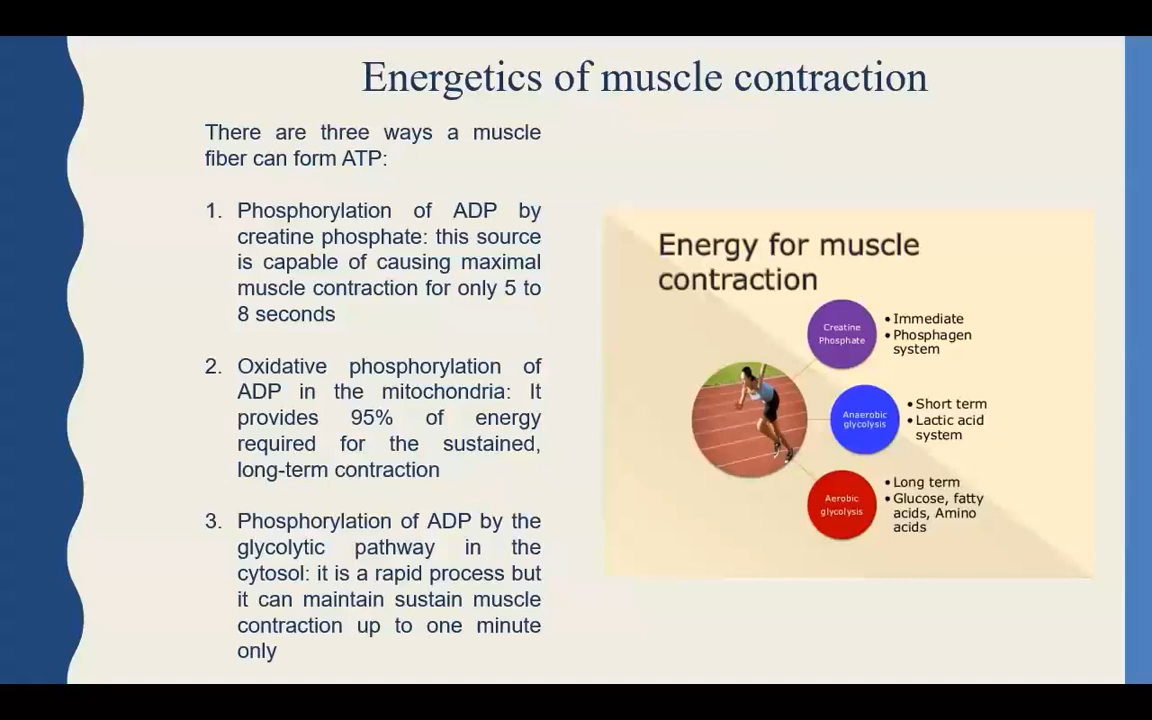 Energetics of muscle contraction
There are three ways a muscle
fiber can form ATP:
1. Phosphorylation of ADP by
creatine phosphate: this source
is capable of causing maximal
muscle contraction for only 5 to
8 seconds
2. Oxidative phosphorylation of
ADP in the mitochondria: It
provides 95% of energy
required for the sustained,
long-term contraction
3. Phosphorylation of ADP by the
glycolytic pathway in the
cytosol: it is a rapid process but
it can maintain sustain muscle
contraction up to one minute
only
Energy for muscle
contraction
Creatine
Phosphate
• Immediate
• Phosphagen
system
Anaerobic
glycolysis
• Short term
• Lactic acid
system
Aerobic
glycolysis
• Long term
• Glucose, fatty
acids, Amino
acids